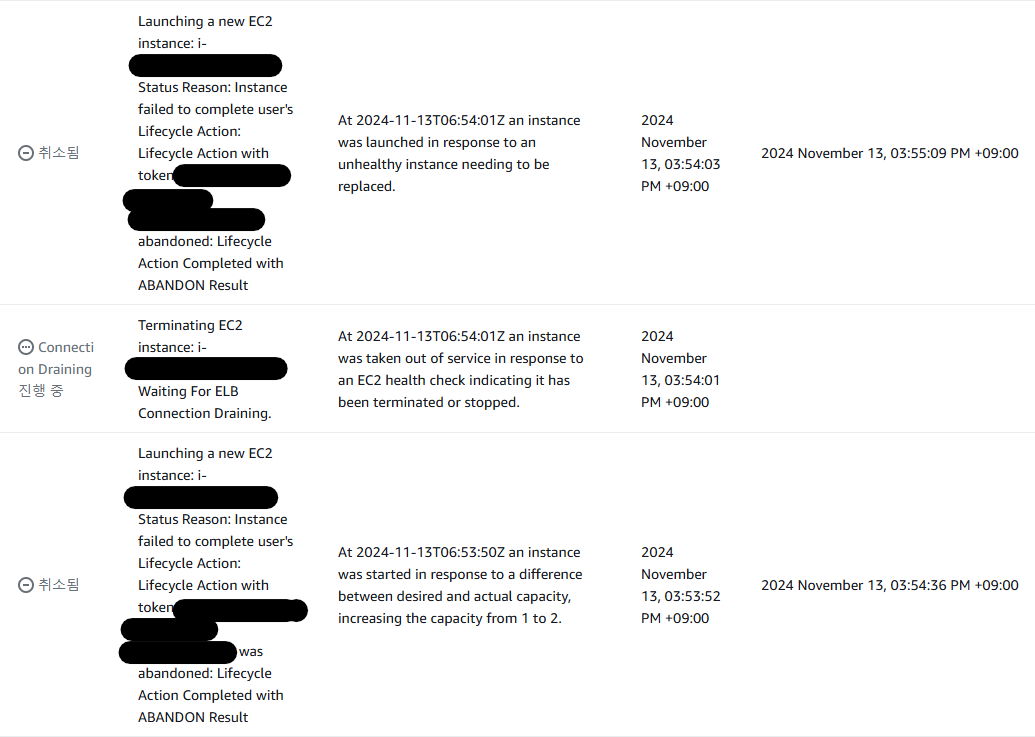 취소됨
Launching a new EC2
instance: i-
Status Reason: Instance
failed to complete user's
Lifecycle Action:
Lifecycle Action with
token
abandoned: Lifecycle
Action Completed with
ABANDON Result
At 2024-11-13T06:54:01Z an instance
was launched in response to an
unhealthy instance needing to be
replaced.
2024
November
13, 03:54:03
PM +09:00
2024 November 13, 03:55:09 PM +09:00
Connecti
on Draining
진행 중
Terminating EC2
instance: i-
Waiting For ELB
Connection Draining.
At 2024-11-13T06:54:01Z an instance
was taken out of service in response to
an EC2 health check indicating it has
been terminated or stopped.
2024
November
13, 03:54:01
PM +09:00
취소됨
Launching a new EC2
instance: i-
Status Reason: Instance
failed to complete user's
Lifecycle Action:
Lifecycle Action with
token
was
abandoned: Lifecycle
Action Completed with
ABANDON Result
At 2024-11-13T06:53:50Z an instance
was started in response to a difference
between desired and actual capacity,
increasing the capacity from 1 to 2.
2024
November
13, 03:53:52
PM +09:00
2024 November 13, 03:54:36 PM +09:00